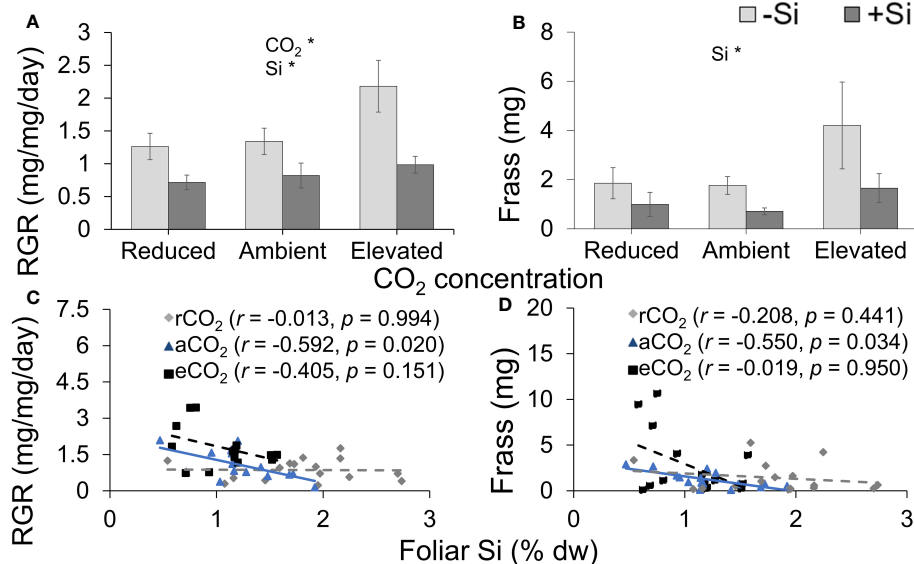 A
RGR (mg/mg/day)
3
2.5
2
1.5
1
0.5
0
CO₂ *
Si *
Reduced Ambient Elevated
B
-Si +Si
Frass (mg)
8
6
4
2
0
Si *
Reduced Ambient Elevated
CO₂ concentration
C
RGR (mg/mg/day)
7.5
6
4.5
3
1.5
0
rCO₂ (r = -0.013, p = 0.994)
aCO₂ (r = -0.592, p = 0.020)
eCO₂ (r = -0.405, p = 0.151)
0 1 2 3
D
Frass (mg)
20
15
10
5
0
rCO₂ (r = -0.208, p = 0.441)
aCO₂ (r = -0.550, p = 0.034)
eCO₂ (r = -0.019, p = 0.950)
0 1 2 3
Foliar Si (% dw)